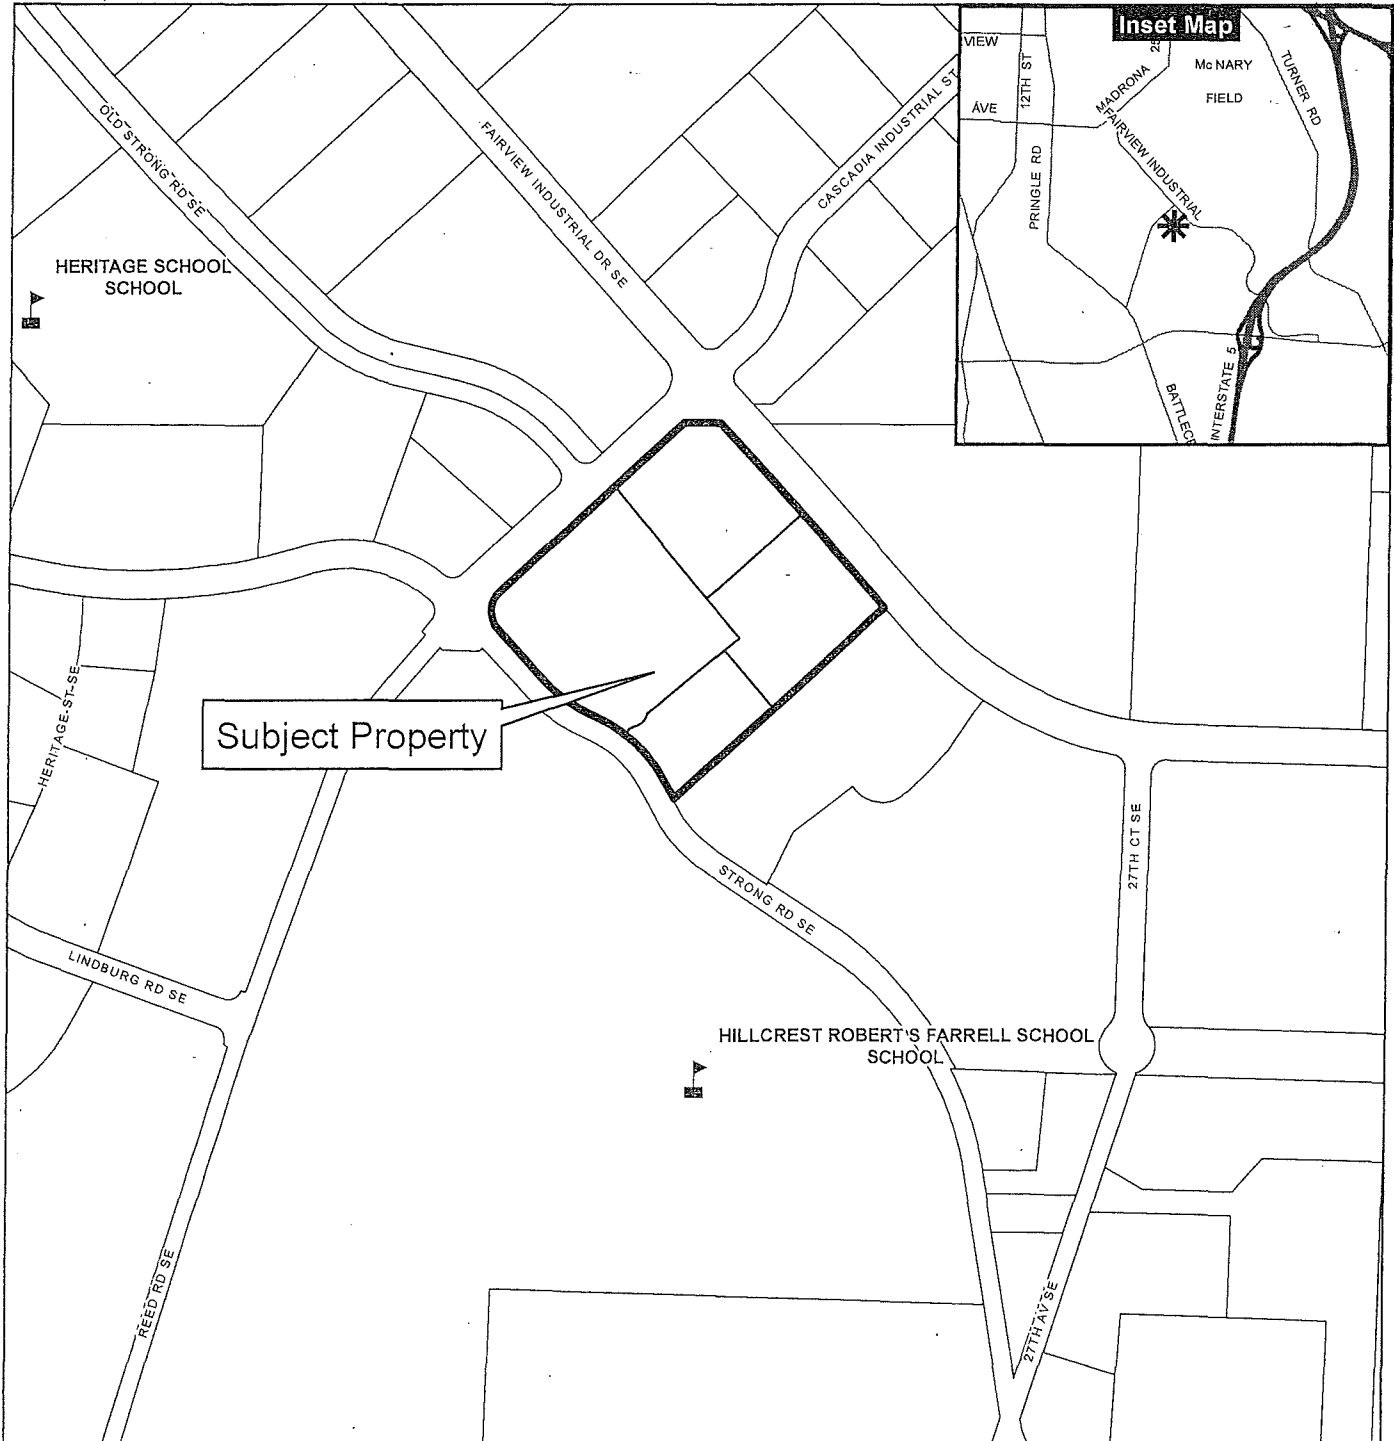 Inset Map
VIEW
12TH ST
25
Mc NARY
FIELD
TURNER RD
MADRONA
AVE
FAIRVIEW INDUSTRIAL
PRINGLE RD
INTERSTATE 5
OLD STRONG RD SE
FAIRVIEW INDUSTRIAL DR SE
CASCADIA INDUSTRIAL ST
HERITAGE SCHOOL
SCHOOL
HERITAGE-ST-SE
Subject Property
STRONG RD SE
27TH CT SE
LINDBURG RD SE
HILLCREST ROBERT'S FARRELL SCHOOL
SCHOOL
REED RD SE
27TH AV SE